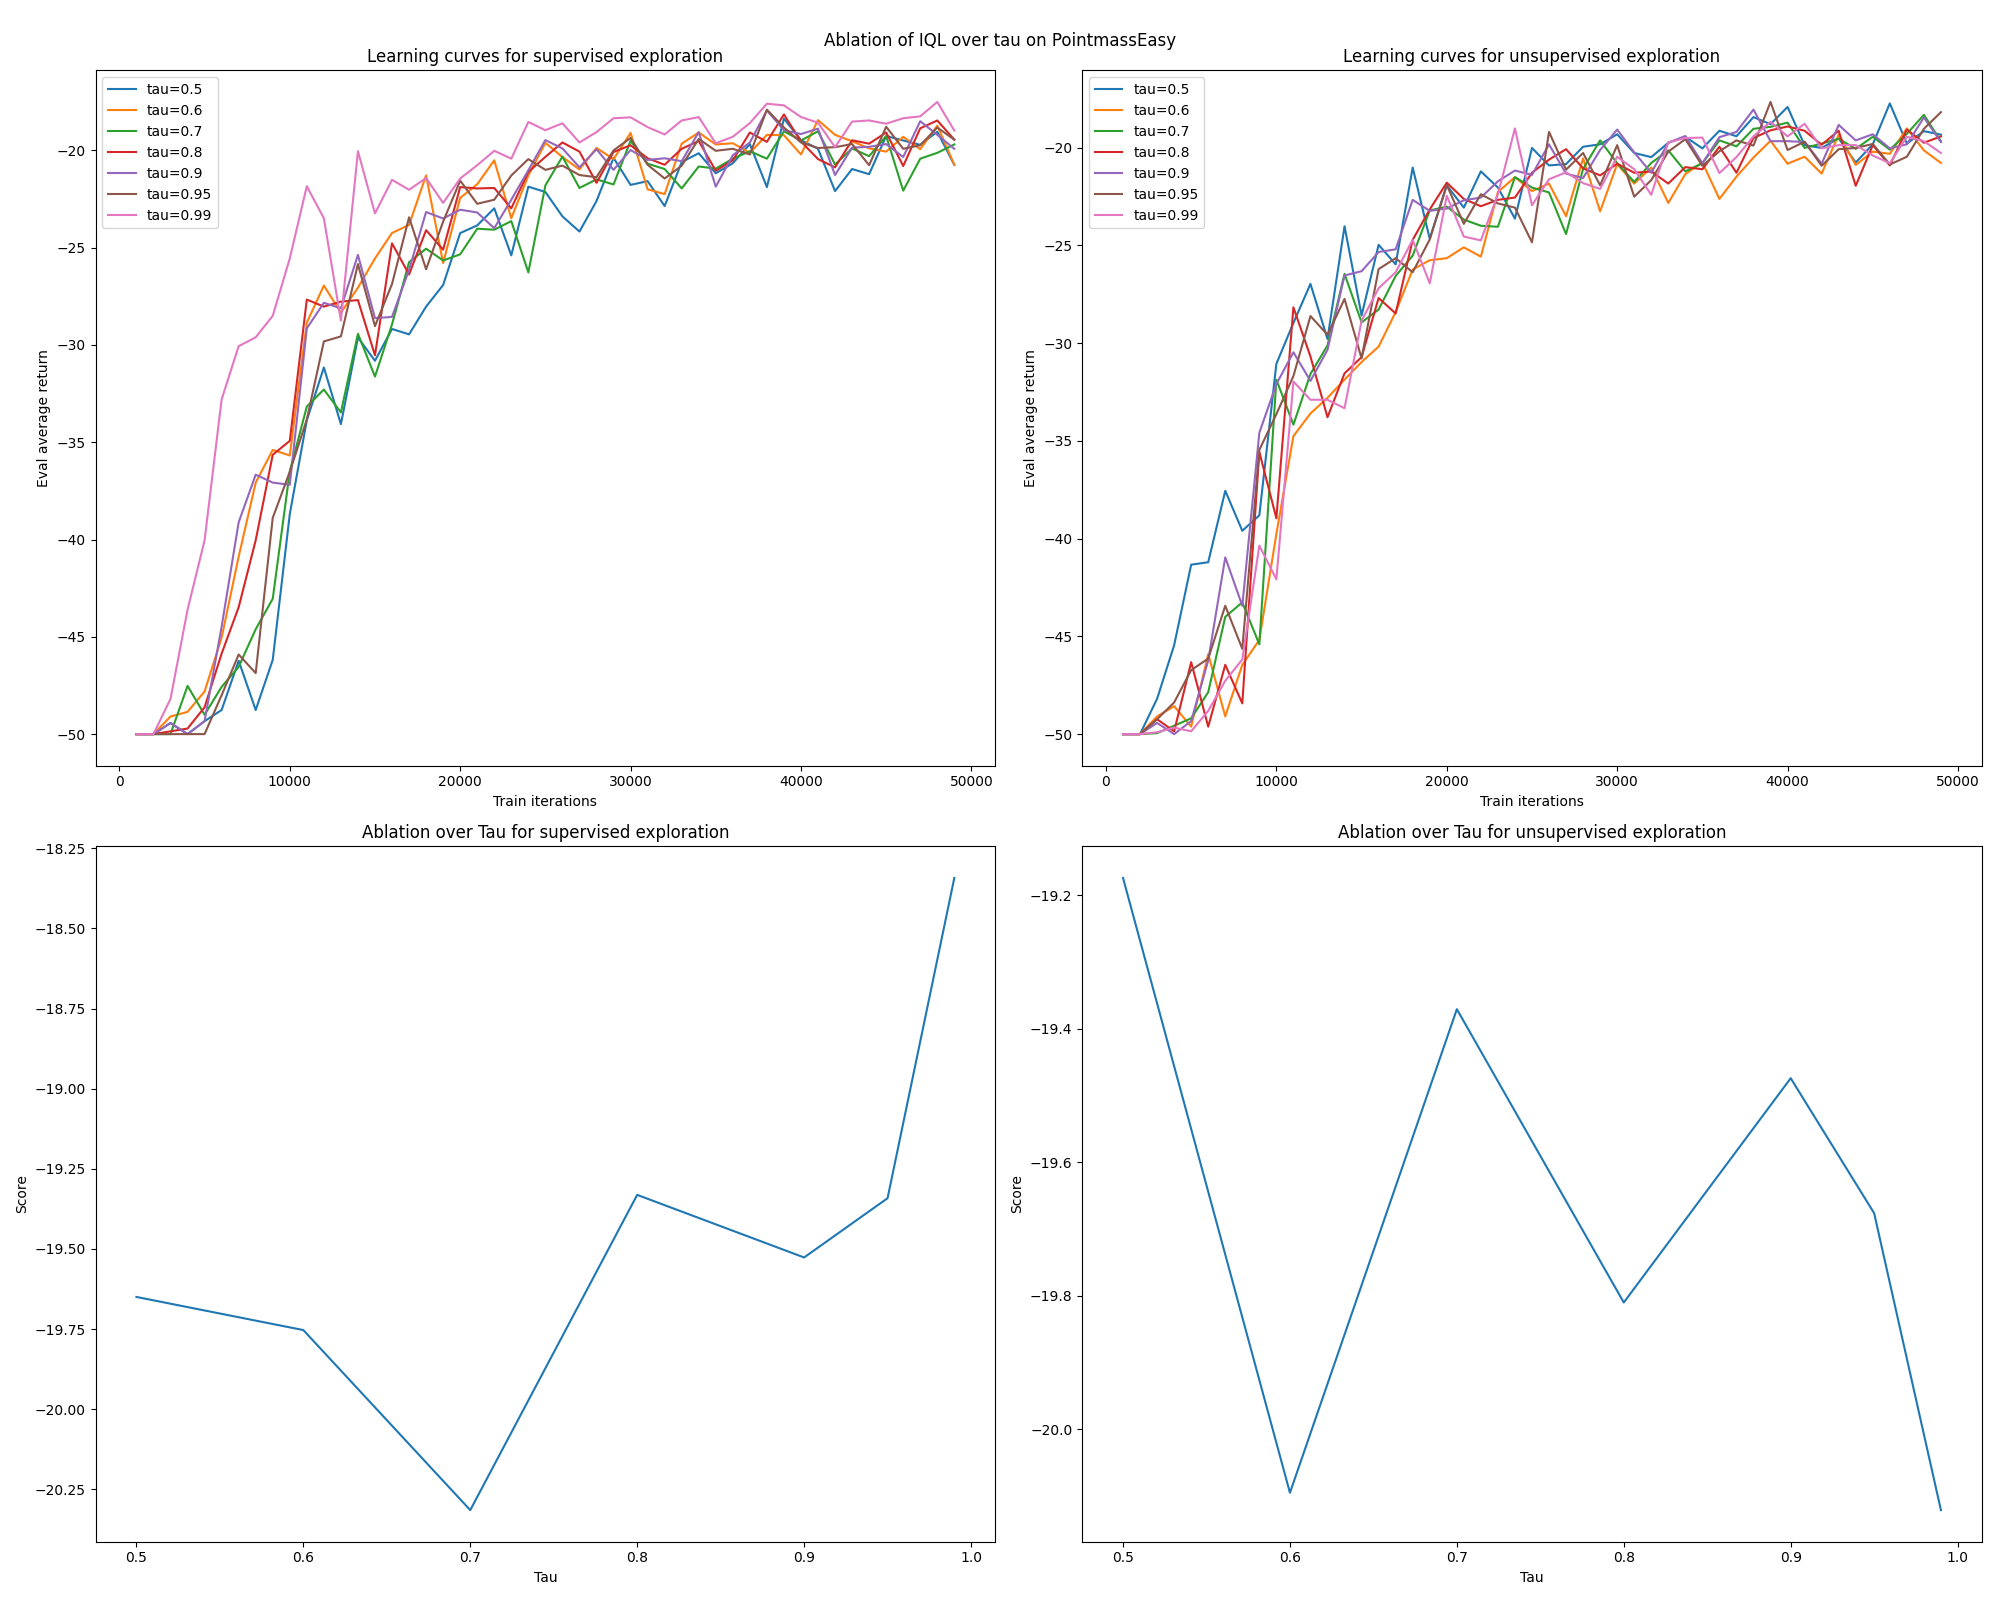 Ablation of IQL over tau on PointmassEasy
Learning curves for supervised exploration
tau=0.5
tau=0.6
tau=0.7
tau=0.8
tau=0.9
tau=0.95
tau=0.99
−20
−25
−30
−35
−40
−45
−50
Eval average return
0
10000
20000
30000
40000
50000
Train iterations
Learning curves for unsupervised exploration
tau=0.5
tau=0.6
tau=0.7
tau=0.8
tau=0.9
tau=0.95
tau=0.99
−20
−25
−30
−35
−40
−45
−50
Eval average return
0
10000
20000
30000
40000
50000
Train iterations
Ablation over Tau for supervised exploration
−18.25
−18.50
−18.75
−19.00
−19.25
−19.50
−19.75
−20.00
−20.25
Score
0.5
0.6
0.7
0.8
0.9
1.0
Tau
Ablation over Tau for unsupervised exploration
−19.2
−19.4
−19.6
−19.8
−20.0
Score
0.5
0.6
0.7
0.8
0.9
1.0
Tau